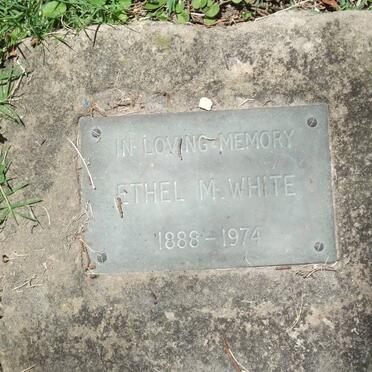 IN LOVING MEMORY
ETHEL M. WHITE
1888 - 1974